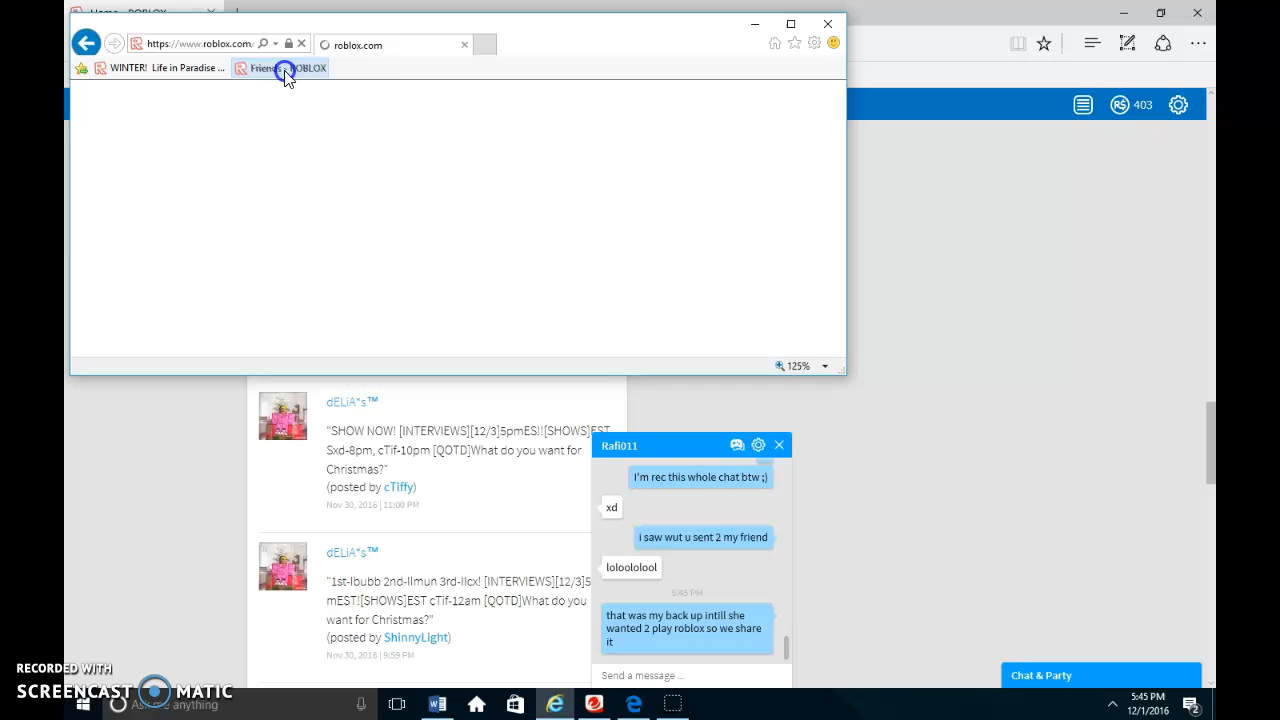 Home - ROBLOX
https://www.roblox.com/
roblox.com
WINTER! Life in Paradise ...
Friends - ROBLOX
403
125%
dELiA*s™
"SHOW NOW! [INTERVIEWS][12/3]5pmES!![SHOWS]EST
Sxd-8pm, cTif-10pm [QOTD]What do you want for
Christmas?"
(posted by cTiffy)
Nov 30, 2016 | 11:00 PM
dELiA*s™
"1st-lbubb 2nd-llmun 3rd-llcx! [INTERVIEWS][12/3]5
mEST![SHOWS]EST cTif-12am [QOTD]What do you
want for Christmas?"
(posted by ShinnyLight)
Nov 30, 2016 | 9:59 PM
Rafi011
I'm rec this whole chat btw ;)
xd
i saw wut u sent 2 my friend
loloololool
5:45 PM
that was my back up intill she
wanted 2 play roblox so we share
it
Send a message ...
Chat & Party
RECORDED WITH
SCREENCAST MATIC
Ask me anything
5:45 PM
12/1/2016
2